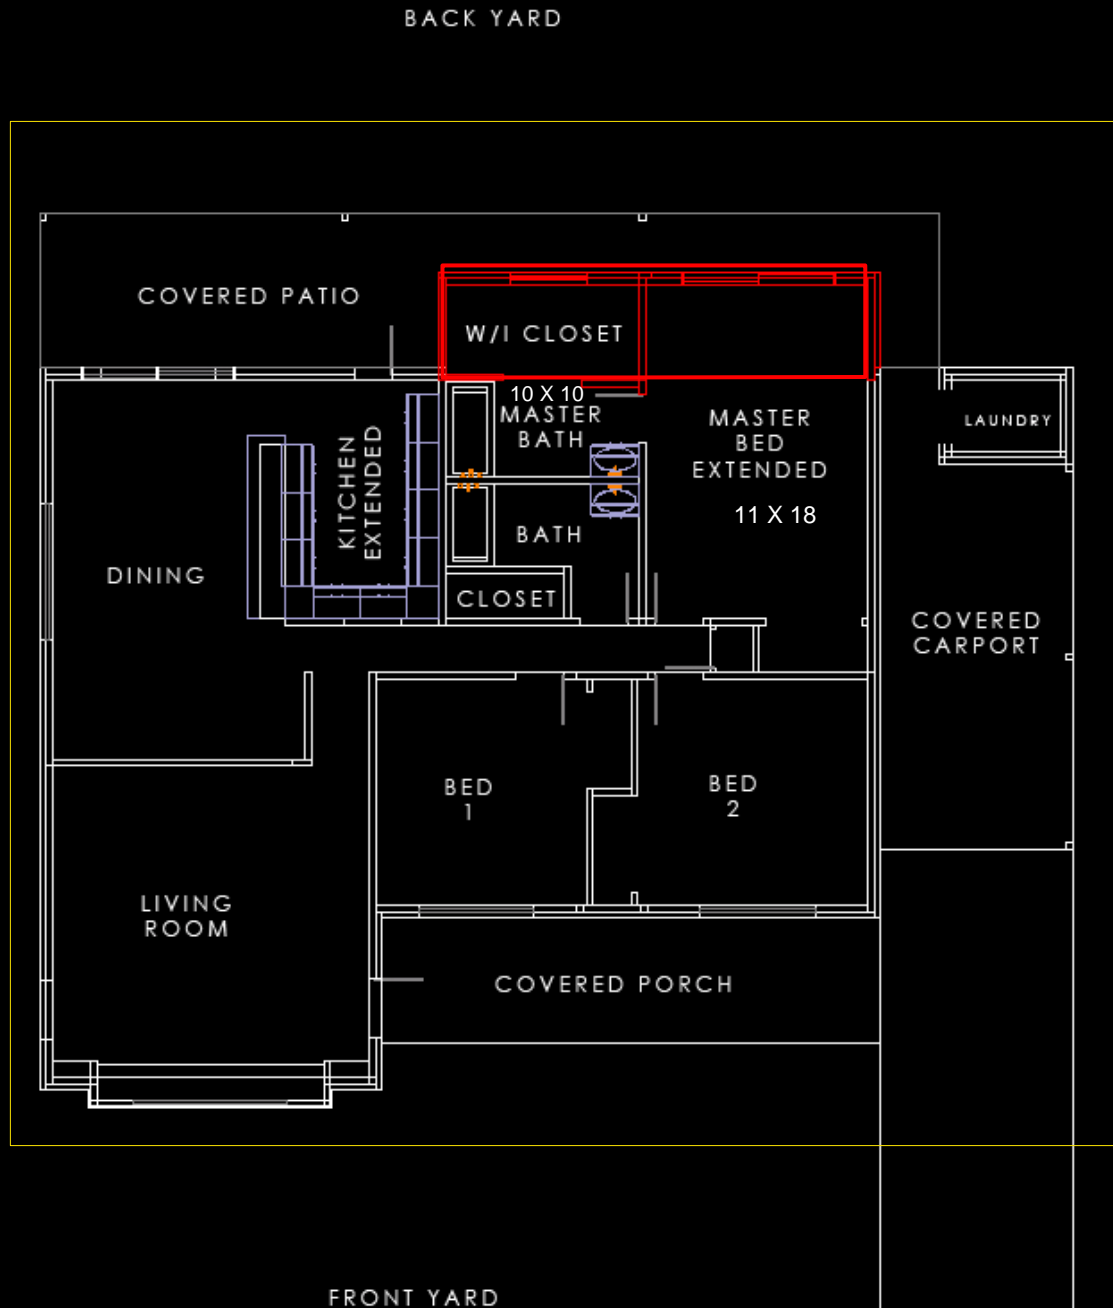 BACK YARD
COVERED PATIO
W/I CLOSET
10 X 10
MASTER
BATH
MASTER
BED
EXTENDED
11 X 18
LAUNDRY
KITCHEN
EXTENDED
BATH
DINING
CLOSET
COVERED
CARPORT
BED
1
BED
2
LIVING
ROOM
COVERED PORCH
FRONT YARD